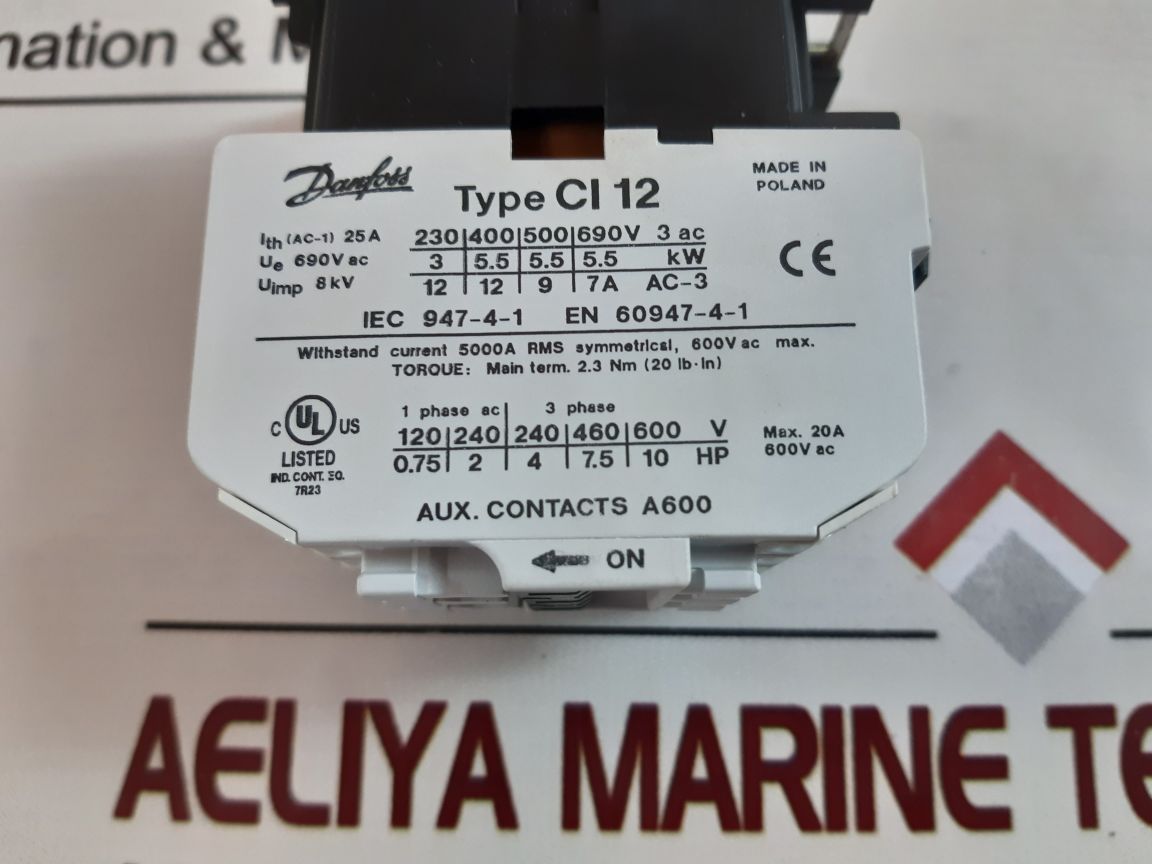 nation & M
Danfoss
Type CI 12
MADE IN
POLAND
Ith (AC-1) 25 A
Ue 690V ac
Uimp 8 kV
230 400 500 690V 3 ac
3 5.5 5.5 5.5 kW
12 12 9 7A AC-3
CE
IEC 947-4-1 EN 60947-4-1
Withstand current 5000A RMS symmetrical, 600V ac max.
TORQUE: Main term. 2.3 Nm (20 lb·in)
C UL US
LISTED
IND. CONT. EQ.
7R23
1 phase ac 3 phase
120 240 240 460 600 V
0.75 2 4 7.5 10 HP
Max. 20A
600V ac
AUX. CONTACTS A600
ON
AELIYA MARINE TE